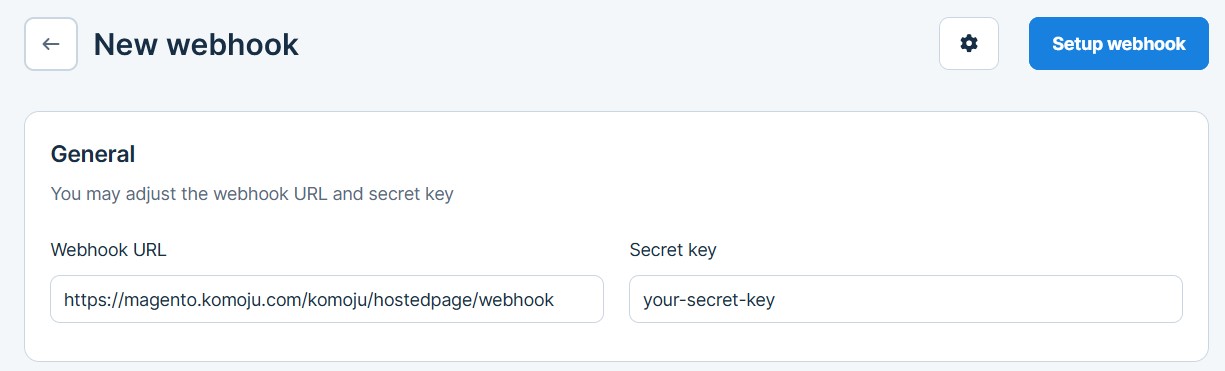 New webhook
Setup webhook
General
You may adjust the webhook URL and secret key
Webhook URL
Secret key
https://magento.komoju.com/komoju/hostedpage/webhook
your-secret-key